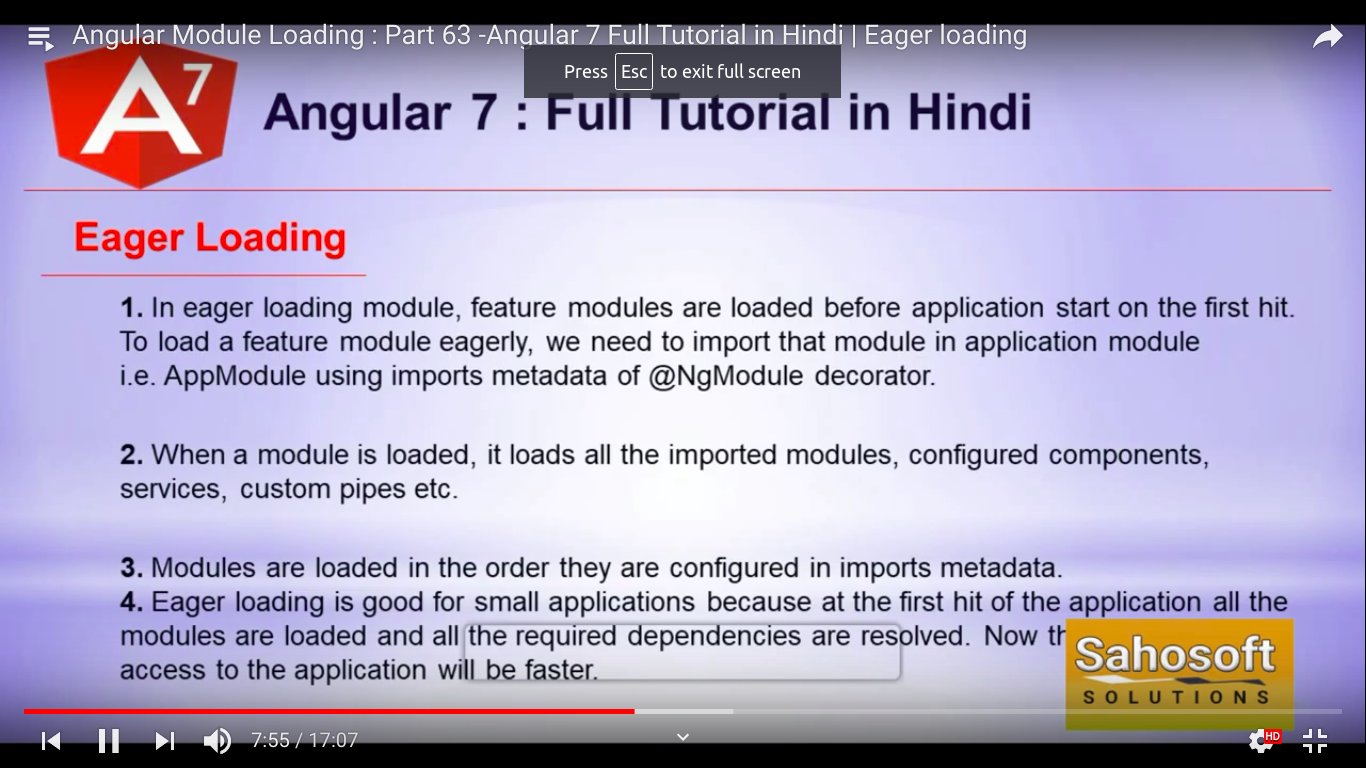 Angular Module Loading : Part 63 -Angular 7 Full Tutorial in Hindi | Eager loading
Press Esc to exit full screen
A7
Angular 7 : Full Tutorial in Hindi
Eager Loading
1. In eager loading module, feature modules are loaded before application start on the first hit.
To load a feature module eagerly, we need to import that module in application module
i.e. AppModule using imports metadata of @NgModule decorator.
2. When a module is loaded, it loads all the imported modules, configured components,
services, custom pipes etc.
3. Modules are loaded in the order they are configured in imports metadata.
4. Eager loading is good for small applications because at the first hit of the application all the
modules are loaded and all the required dependencies are resolved. Now
access to the application will be faster.
Sahosoft
SOLUTIONS
7:55 / 17:07
HD